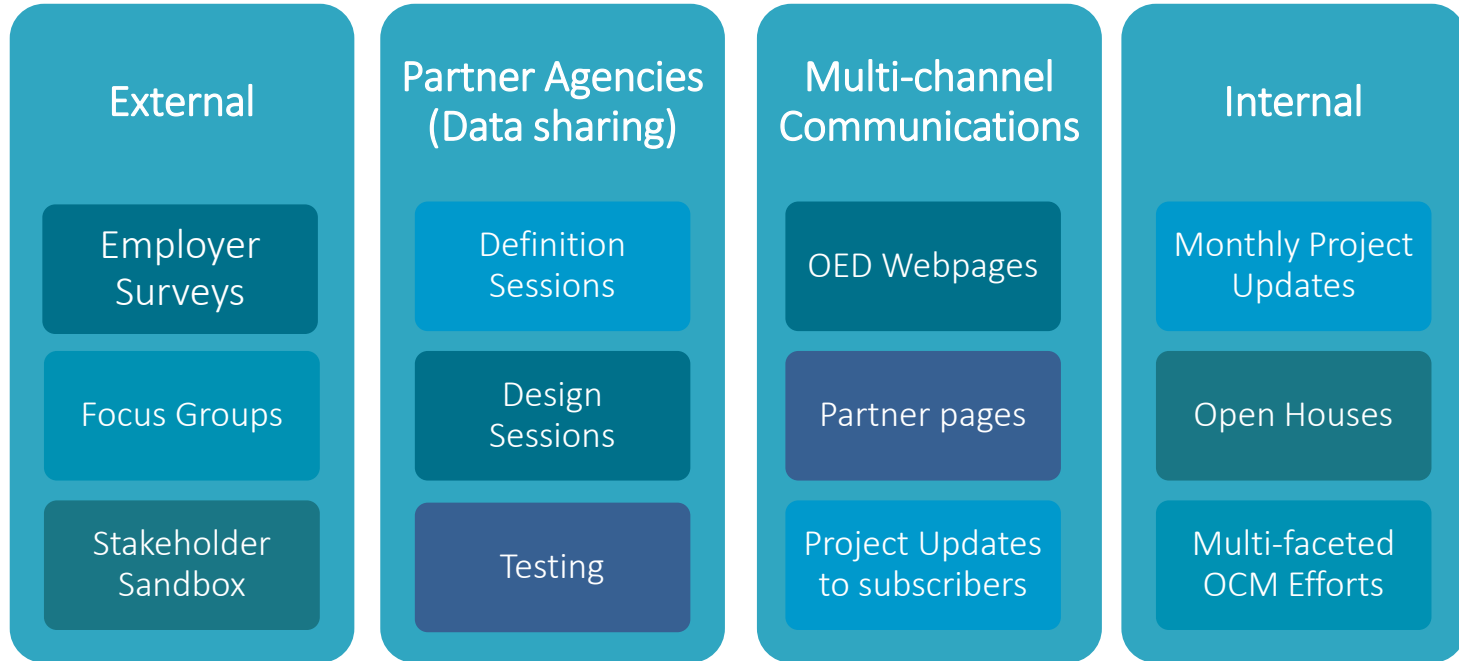 External
Employer
Surveys
Focus Groups
Stakeholder
Sandbox
Partner Agencies
(Data sharing)
Definition
Sessions
Design
Sessions
Testing
Multi-channel
Communications
OED Webpages
Partner pages
Project Updates
to subscribers
Internal
Monthly Project
Updates
Open Houses
Multi-faceted
OCM Efforts